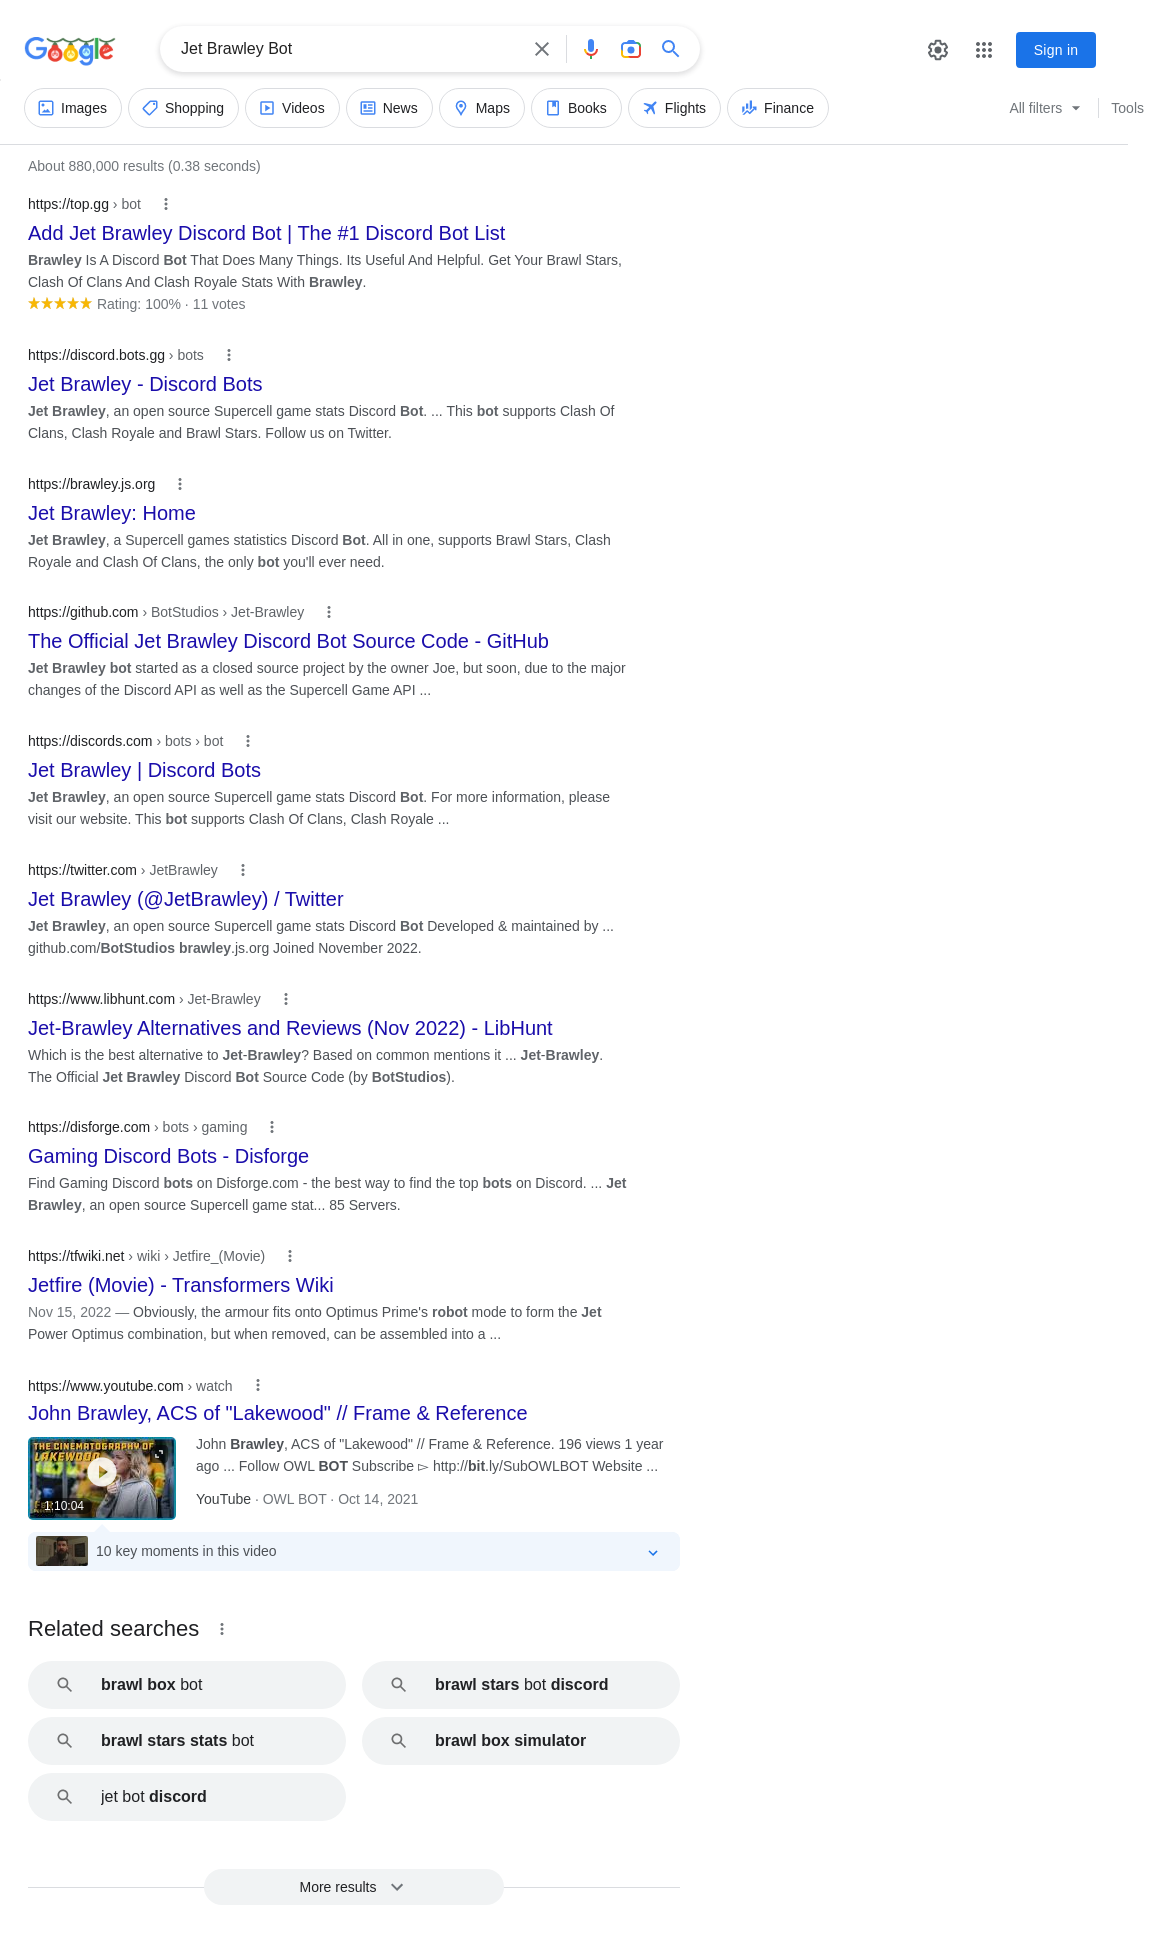 Google
Jet Brawley Bot
Sign in
Images
Shopping
Videos
News
Maps
Books
Flights
Finance
All filters
Tools
About 880,000 results (0.38 seconds)
https://top.gg › bot
Add Jet Brawley Discord Bot | The #1 Discord Bot List
Brawley Is A Discord Bot That Does Many Things. Its Useful And Helpful. Get Your Brawl Stars,
Clash Of Clans And Clash Royale Stats With Brawley.
Rating: 100% · 11 votes
https://discord.bots.gg › bots
Jet Brawley - Discord Bots
Jet Brawley, an open source Supercell game stats Discord Bot. ... This bot supports Clash Of
Clans, Clash Royale and Brawl Stars. Follow us on Twitter.
https://brawley.js.org
Jet Brawley: Home
Jet Brawley, a Supercell games statistics Discord Bot. All in one, supports Brawl Stars, Clash
Royale and Clash Of Clans, the only bot you'll ever need.
https://github.com › BotStudios › Jet-Brawley
The Official Jet Brawley Discord Bot Source Code - GitHub
Jet Brawley bot started as a closed source project by the owner Joe, but soon, due to the major
changes of the Discord API as well as the Supercell Game API ...
https://discords.com › bots › bot
Jet Brawley | Discord Bots
Jet Brawley, an open source Supercell game stats Discord Bot. For more information, please
visit our website. This bot supports Clash Of Clans, Clash Royale ...
https://twitter.com › JetBrawley
Jet Brawley (@JetBrawley) / Twitter
Jet Brawley, an open source Supercell game stats Discord Bot Developed & maintained by ...
github.com/BotStudios brawley.js.org Joined November 2022.
https://www.libhunt.com › Jet-Brawley
Jet-Brawley Alternatives and Reviews (Nov 2022) - LibHunt
Which is the best alternative to Jet-Brawley? Based on common mentions it ... Jet-Brawley.
The Official Jet Brawley Discord Bot Source Code (by BotStudios).
https://disforge.com › bots › gaming
Gaming Discord Bots - Disforge
Find Gaming Discord bots on Disforge.com - the best way to find the top bots on Discord. ... Jet
Brawley, an open source Supercell game stat... 85 Servers.
https://tfwiki.net › wiki › Jetfire_(Movie)
Jetfire (Movie) - Transformers Wiki
Nov 15, 2022 — Obviously, the armour fits onto Optimus Prime's robot mode to form the Jet
Power Optimus combination, but when removed, can be assembled into a ...
https://www.youtube.com › watch
John Brawley, ACS of "Lakewood" // Frame & Reference
THE CINEMATOGRAPHY OF
LAKEWOOD
1:10:04
John Brawley, ACS of "Lakewood" // Frame & Reference. 196 views 1 year
ago ... Follow OWL BOT Subscribe ▻ http://bit.ly/SubOWLBOT Website ...
YouTube · OWL BOT · Oct 14, 2021
10 key moments in this video
Related searches
brawl box bot
brawl stars bot discord
brawl stars stats bot
brawl box simulator
jet bot discord
More results